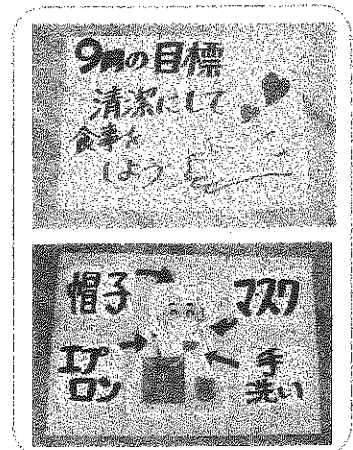 9月の目標
清潔にして
食事を
しよう
帽子
マスク
エプ
ロン
手
洗い